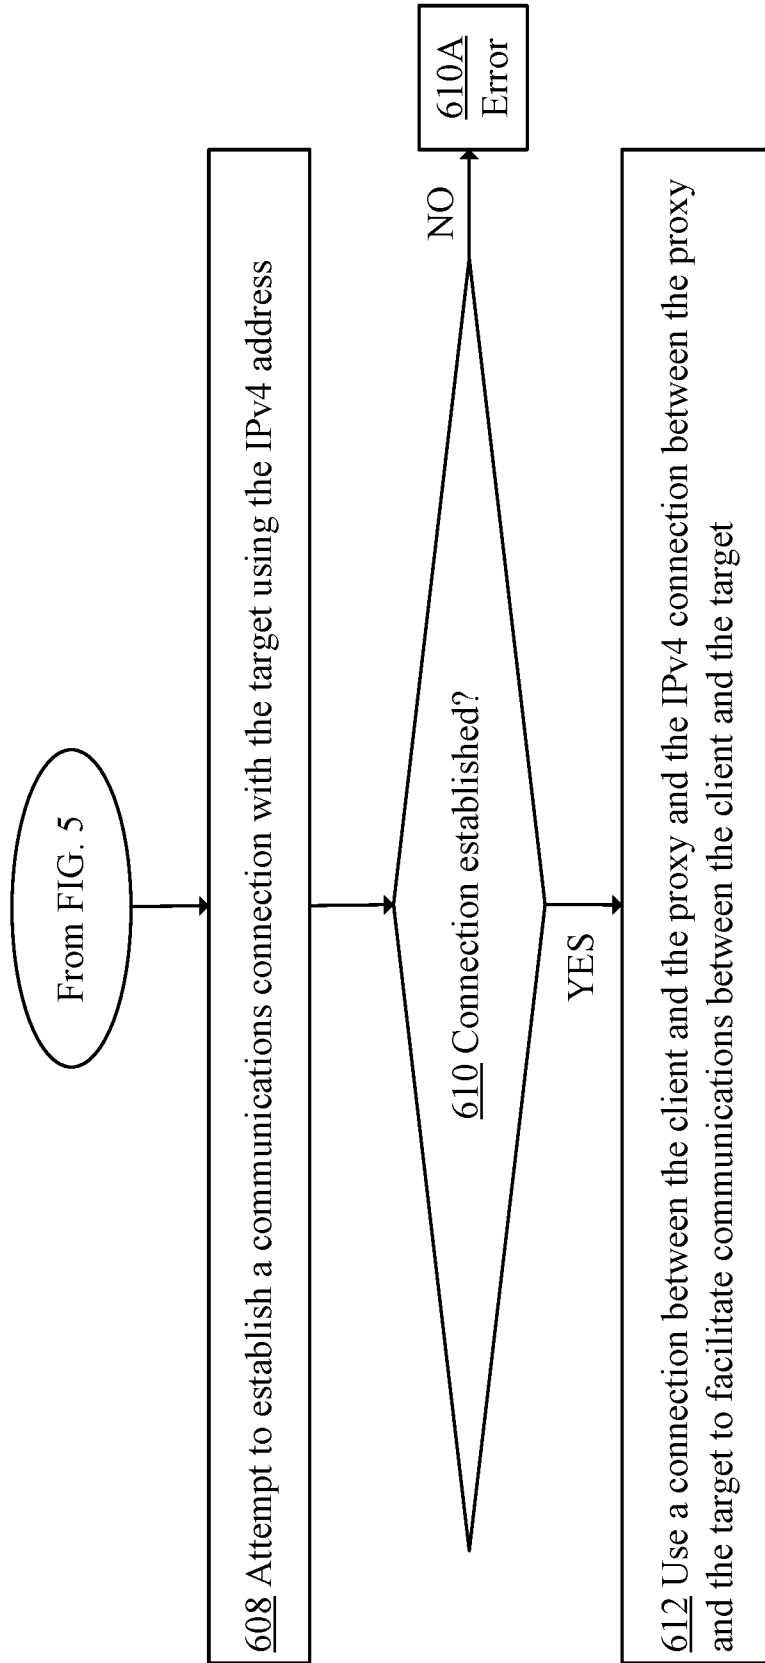 From FIG. 5
608 Attempt to establish a communications connection with the target using the IPv4 address
610 Connection established?
NO
610A
Error
YES
612 Use a connection between the client and the proxy and the IPv4 connection between the proxy
and the target to facilitate communications between the client and the target